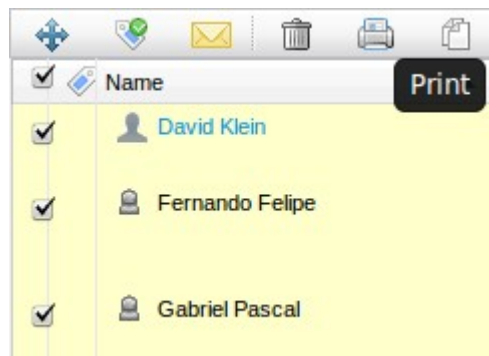 Name
Print
David Klein
Fernando Felipe
Gabriel Pascal